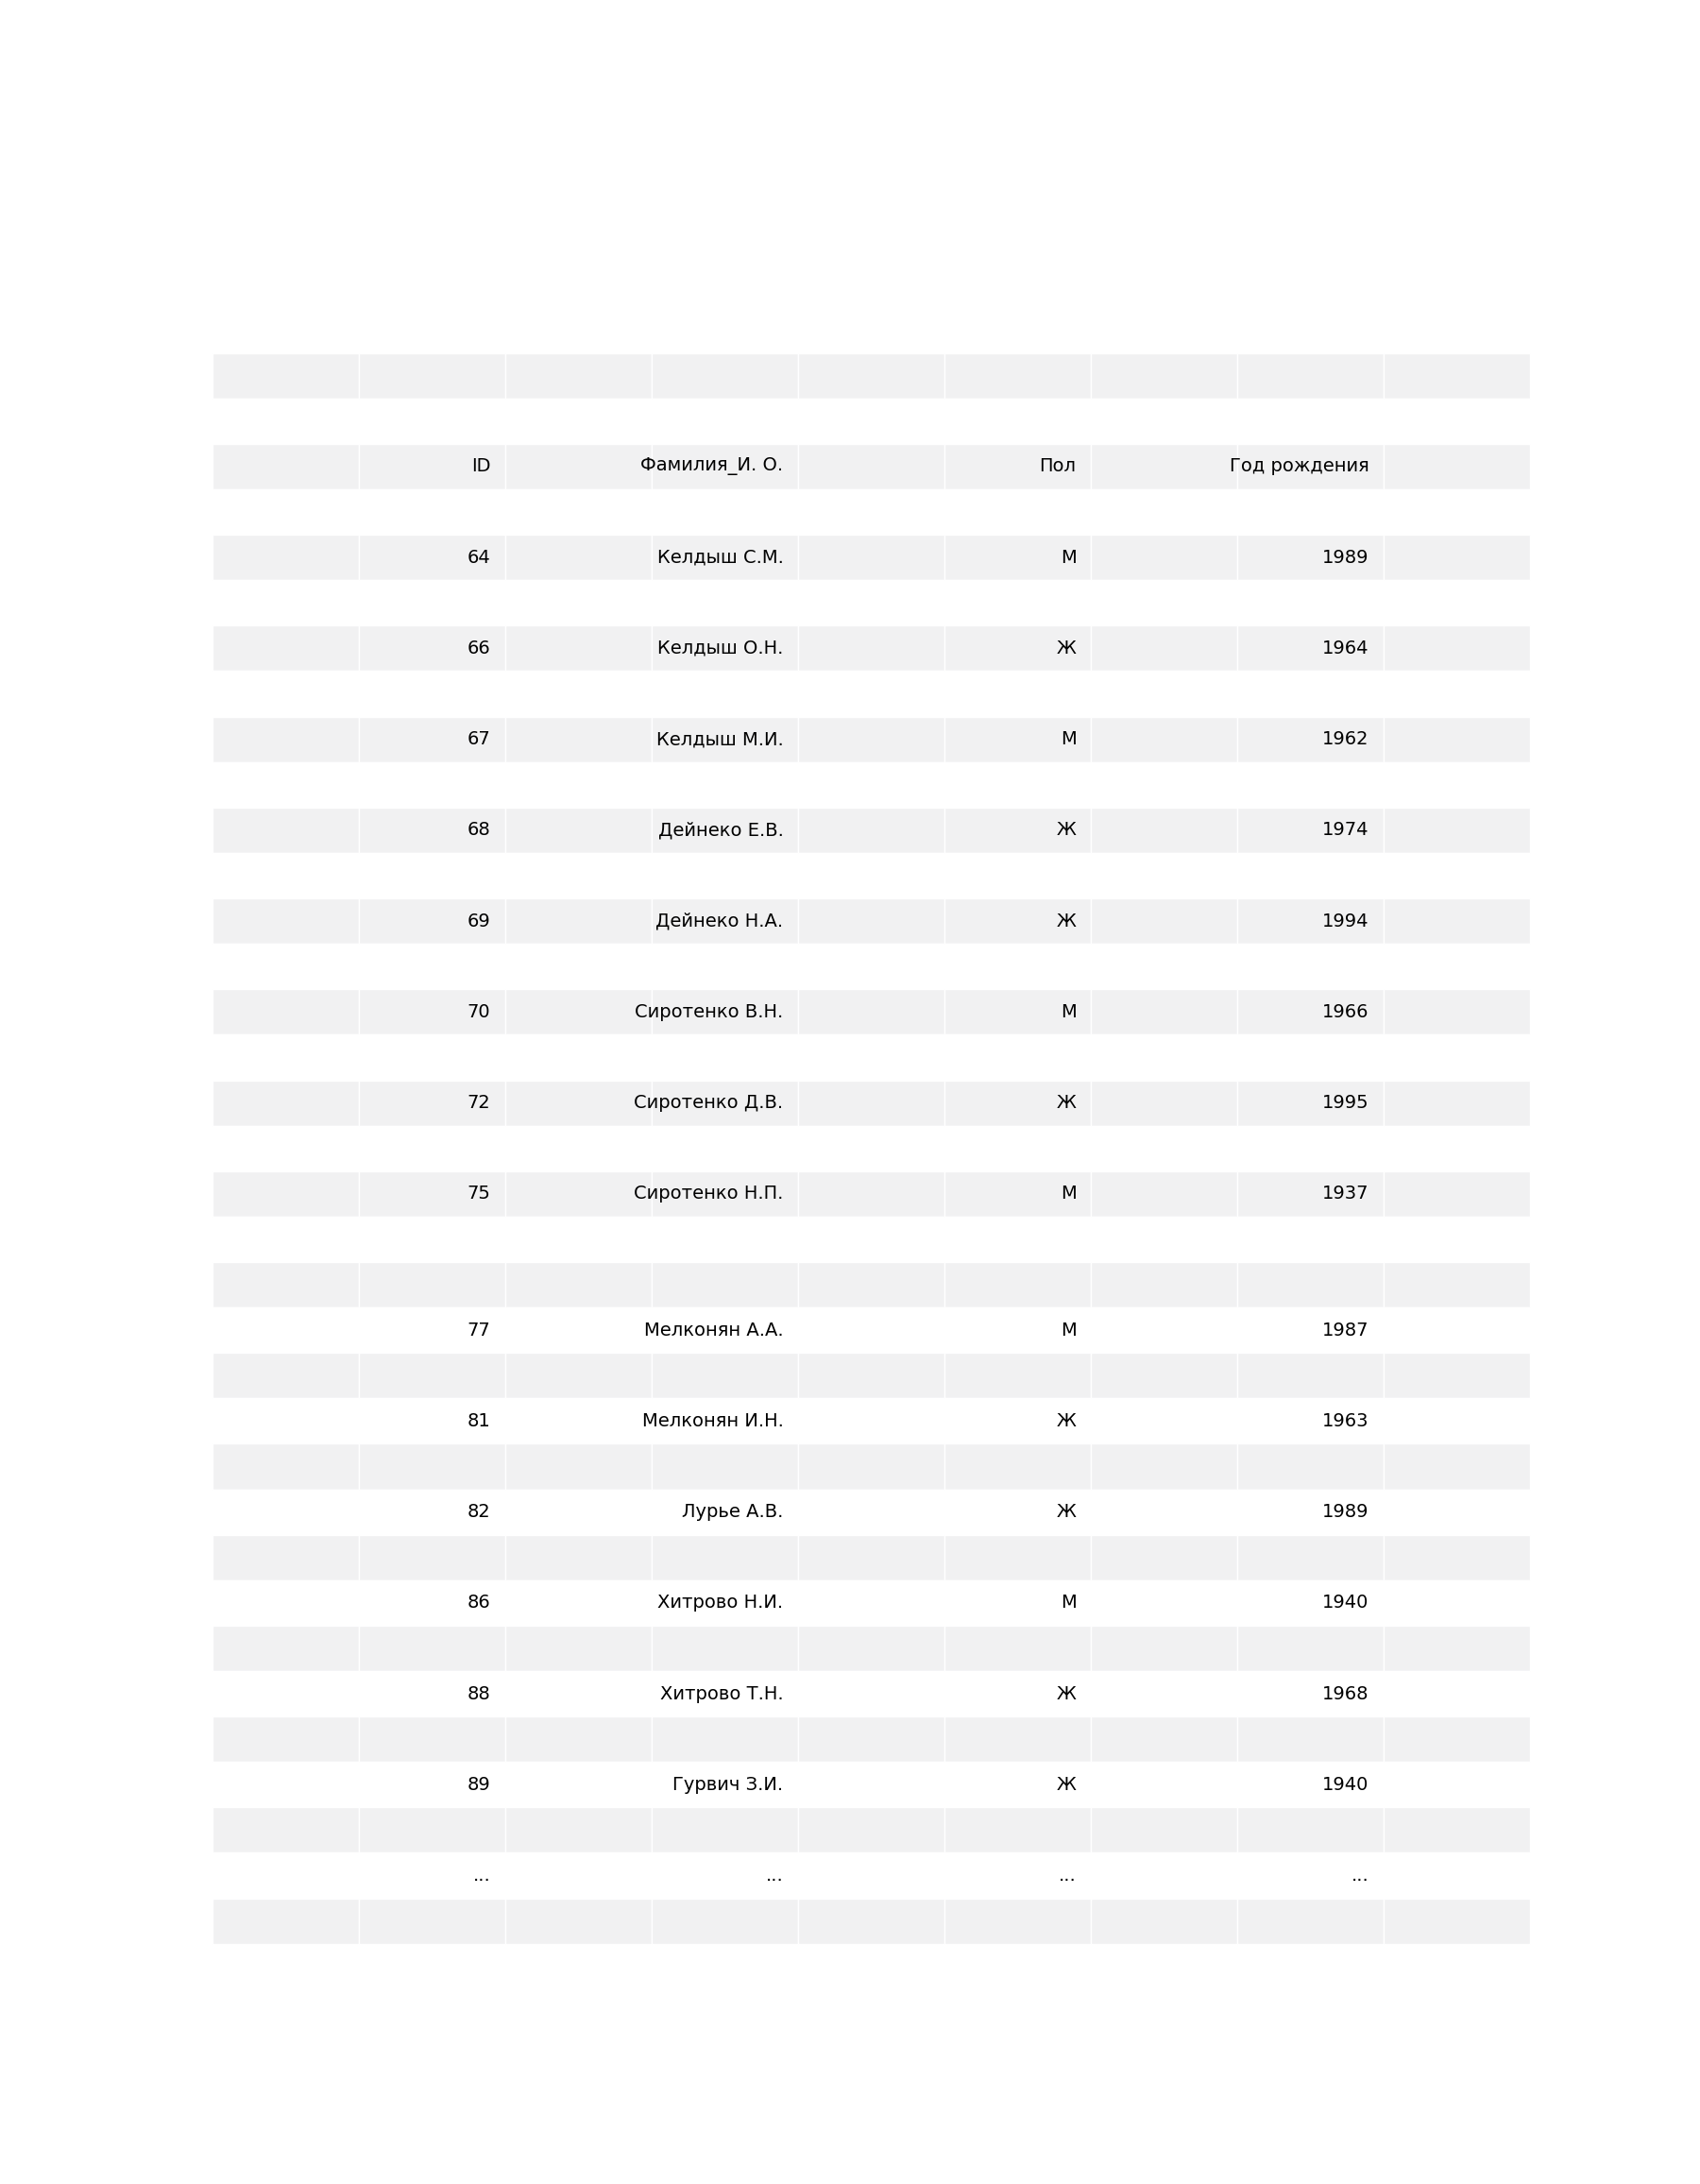 ID Фамилия_И. О. Пол Год рождения
64 Келдыш С.М. М 1989
66 Келдыш О.Н. Ж 1964
67 Келдыш М.И. М 1962
68 Дейнеко Е.В. Ж 1974
69 Дейнеко Н.А. Ж 1994
70 Сиротенко В.Н. М 1966
72 Сиротенко Д.В. Ж 1995
75 Сиротенко Н.П. М 1937
77 Мелконян А.А. М 1987
81 Мелконян И.Н. Ж 1963
82 Лурье А.В. Ж 1989
86 Хитрово Н.И. М 1940
88 Хитрово Т.Н. Ж 1968
89 Гурвич З.И. Ж 1940
... ... ... ...